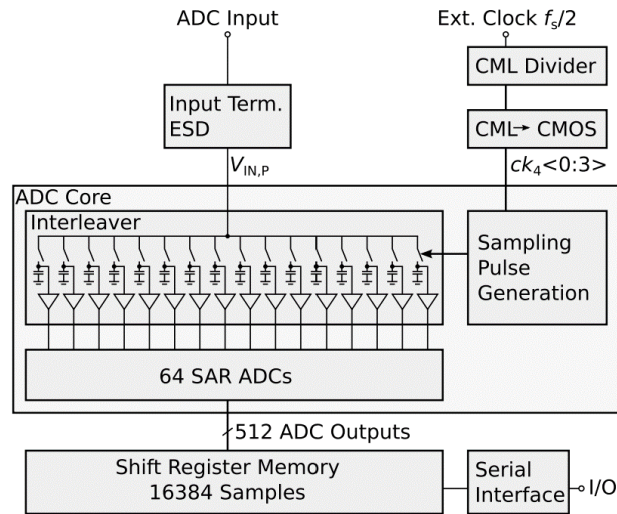 ADC Input
Ext. Clock fs/2
CML Divider
Input Term.
ESD
CML→ CMOS
VIN,P
ck4<0:3>
ADC Core
Interleaver
Sampling
Pulse
Generation
64 SAR ADCs
512 ADC Outputs
Shift Register Memory
16384 Samples
Serial
Interface
I/O